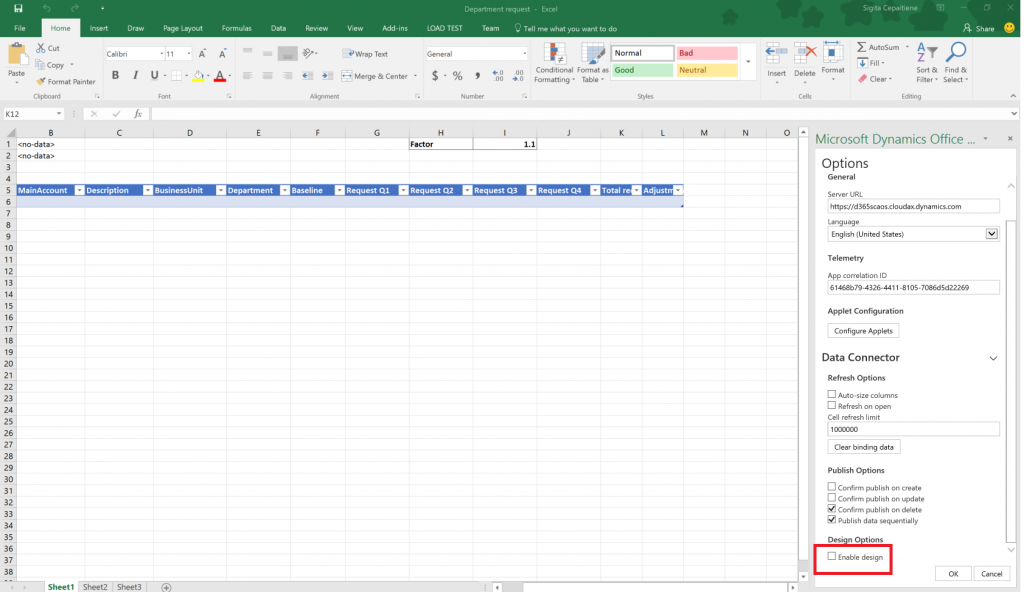 Department request - Excel
Sigita Cepaitiene
File Home Insert Draw Page Layout Formulas Data Review View Add-ins LOAD TEST Team Tell me what you want to do Share
Paste Cut
Copy
Format Painter
Clipboard
Calibri 11 A A
B I U A
Font
Wrap Text
Merge & Center
Alignment
General
$ % , .0 .00
Number
Conditional Formatting
Format as Table
Normal Bad
Good Neutral
Styles
Insert Delete Format
Cells
AutoSum
Fill
Clear
Sort & Filter
Find & Select
Editing
K12 fx
B C D E F G H I J K L M N O
1 <no-data> Factor 1.1
2 <no-data>
3
4
5 MainAccount Description BusinessUnit Department Baseline Request Q1 Request Q2 Request Q3 Request Q4 Total re Adjustm
6
7
8
9
10
11
12
13
14
15
16
17
18
19
20
21
22
23
24
25
26
27
28
29
30
31
32
33
34
35
36
37
38
Sheet1 Sheet2 Sheet3
Microsoft Dynamics Office ...
Options
General
Server URL
https://d365scaos.cloudax.dynamics.com
Language
English (United States)
Telemetry
App correlation ID
61468b79-4326-4411-8105-7086d5d22269
Applet Configuration
Configure Applets
Data Connector
Refresh Options
Auto-size columns
Refresh on open
Cell refresh limit
1000000
Clear binding data
Publish Options
Confirm publish on create
Confirm publish on update
Confirm publish on delete
Publish data sequentially
Design Options
Enable design
OK Cancel